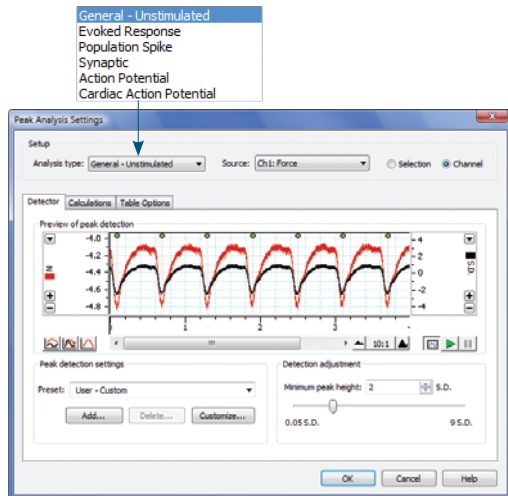 General - Unstimulated
Evoked Response
Population Spike
Synaptic
Action Potential
Cardiac Action Potential
Peak Analysis Settings
Setup
Analysis type: General - Unstimulated Source: Ch1: Force Selection Channel
Detector Calculations Table Options
Preview of peak detection
-4.0 4
-4.2 2
-4.4 0
-4.6 -2
-4.8 -4
N S.D.
1 2 3
10:1
Peak detection settings Detection adjustment
Preset: User - Custom Minimum peak height: 2 S.D.
Add... Delete... Customize...
0.05 S.D. 9 S.D.
OK Cancel Help